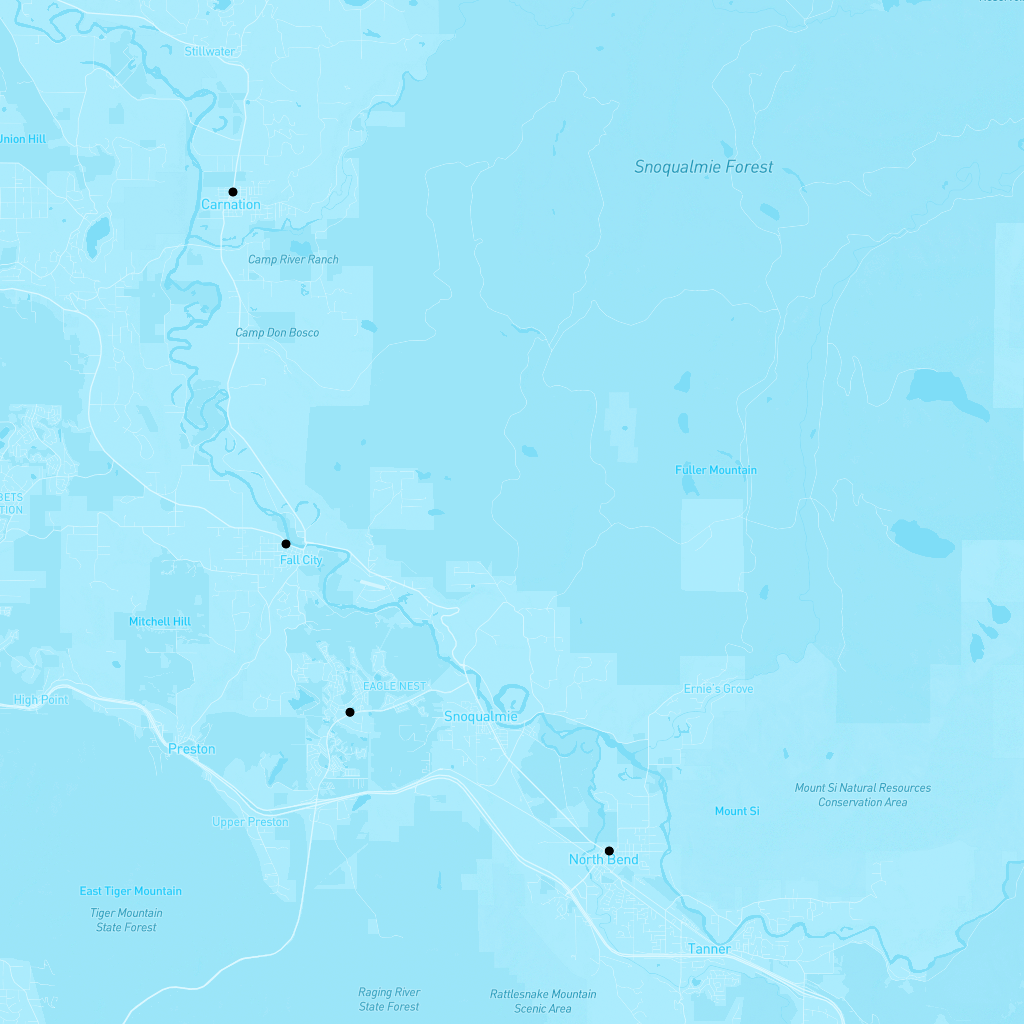 Stillwater
Union Hill
Snoqualmie Forest
Carnation
Camp River Ranch
Camp Don Bosco
Fuller Mountain
Fall City
Mitchell Hill
EAGLE NEST
Ernie's Grove
High Point
Snoqualmie
Preston
Mount Si Natural Resources
Conservation Area
Mount Si
Upper Preston
North Bend
East Tiger Mountain
Tiger Mountain
State Forest
Tanner
Raging River
State Forest
Rattlesnake Mountain
Scenic Area